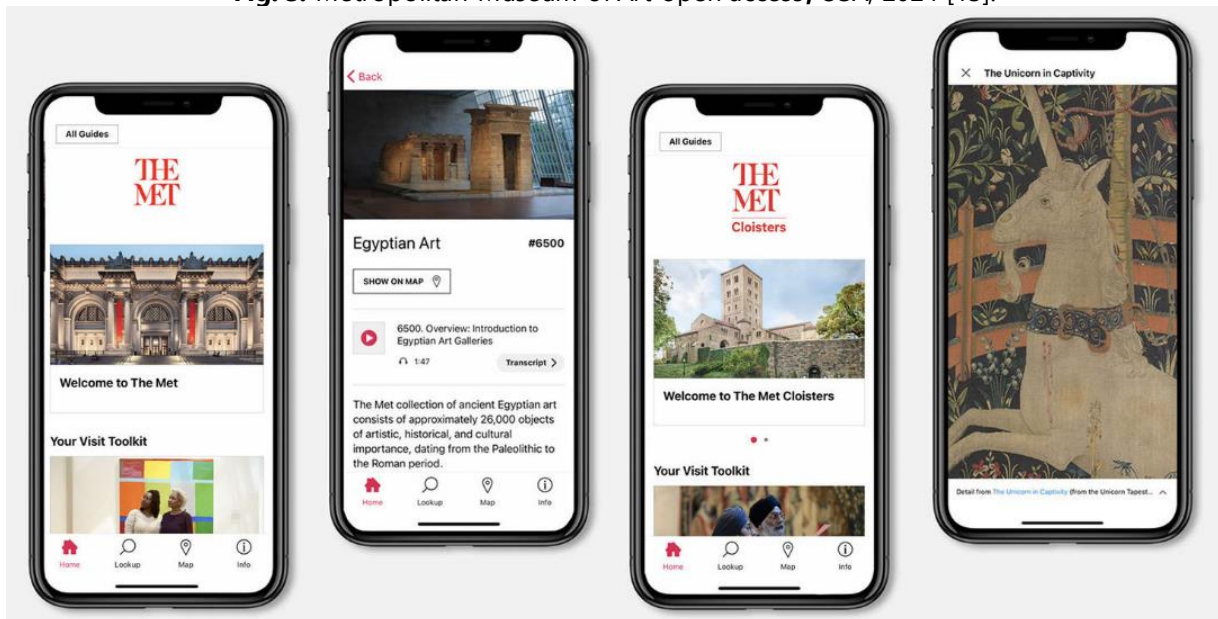 All Guides
THE
MET
Welcome to The Met
Your Visit Toolkit
Home Lookup Map Info
Back
Egyptian Art #6500
SHOW ON MAP
6500. Overview: Introduction to
Egyptian Art Galleries
1:47 Transcript
The Met collection of ancient Egyptian art
consists of approximately 26,000 objects
of artistic, historical, and cultural
importance, dating from the Paleolithic to
the Roman period.
Home Lookup Map Info
All Guides
THE
MET
Cloisters
Welcome to The Met Cloisters
Your Visit Toolkit
Home Lookup Map Info
The Unicorn in Captivity
Detail from The Unicorn in Captivity (from the Unicorn Tapest...